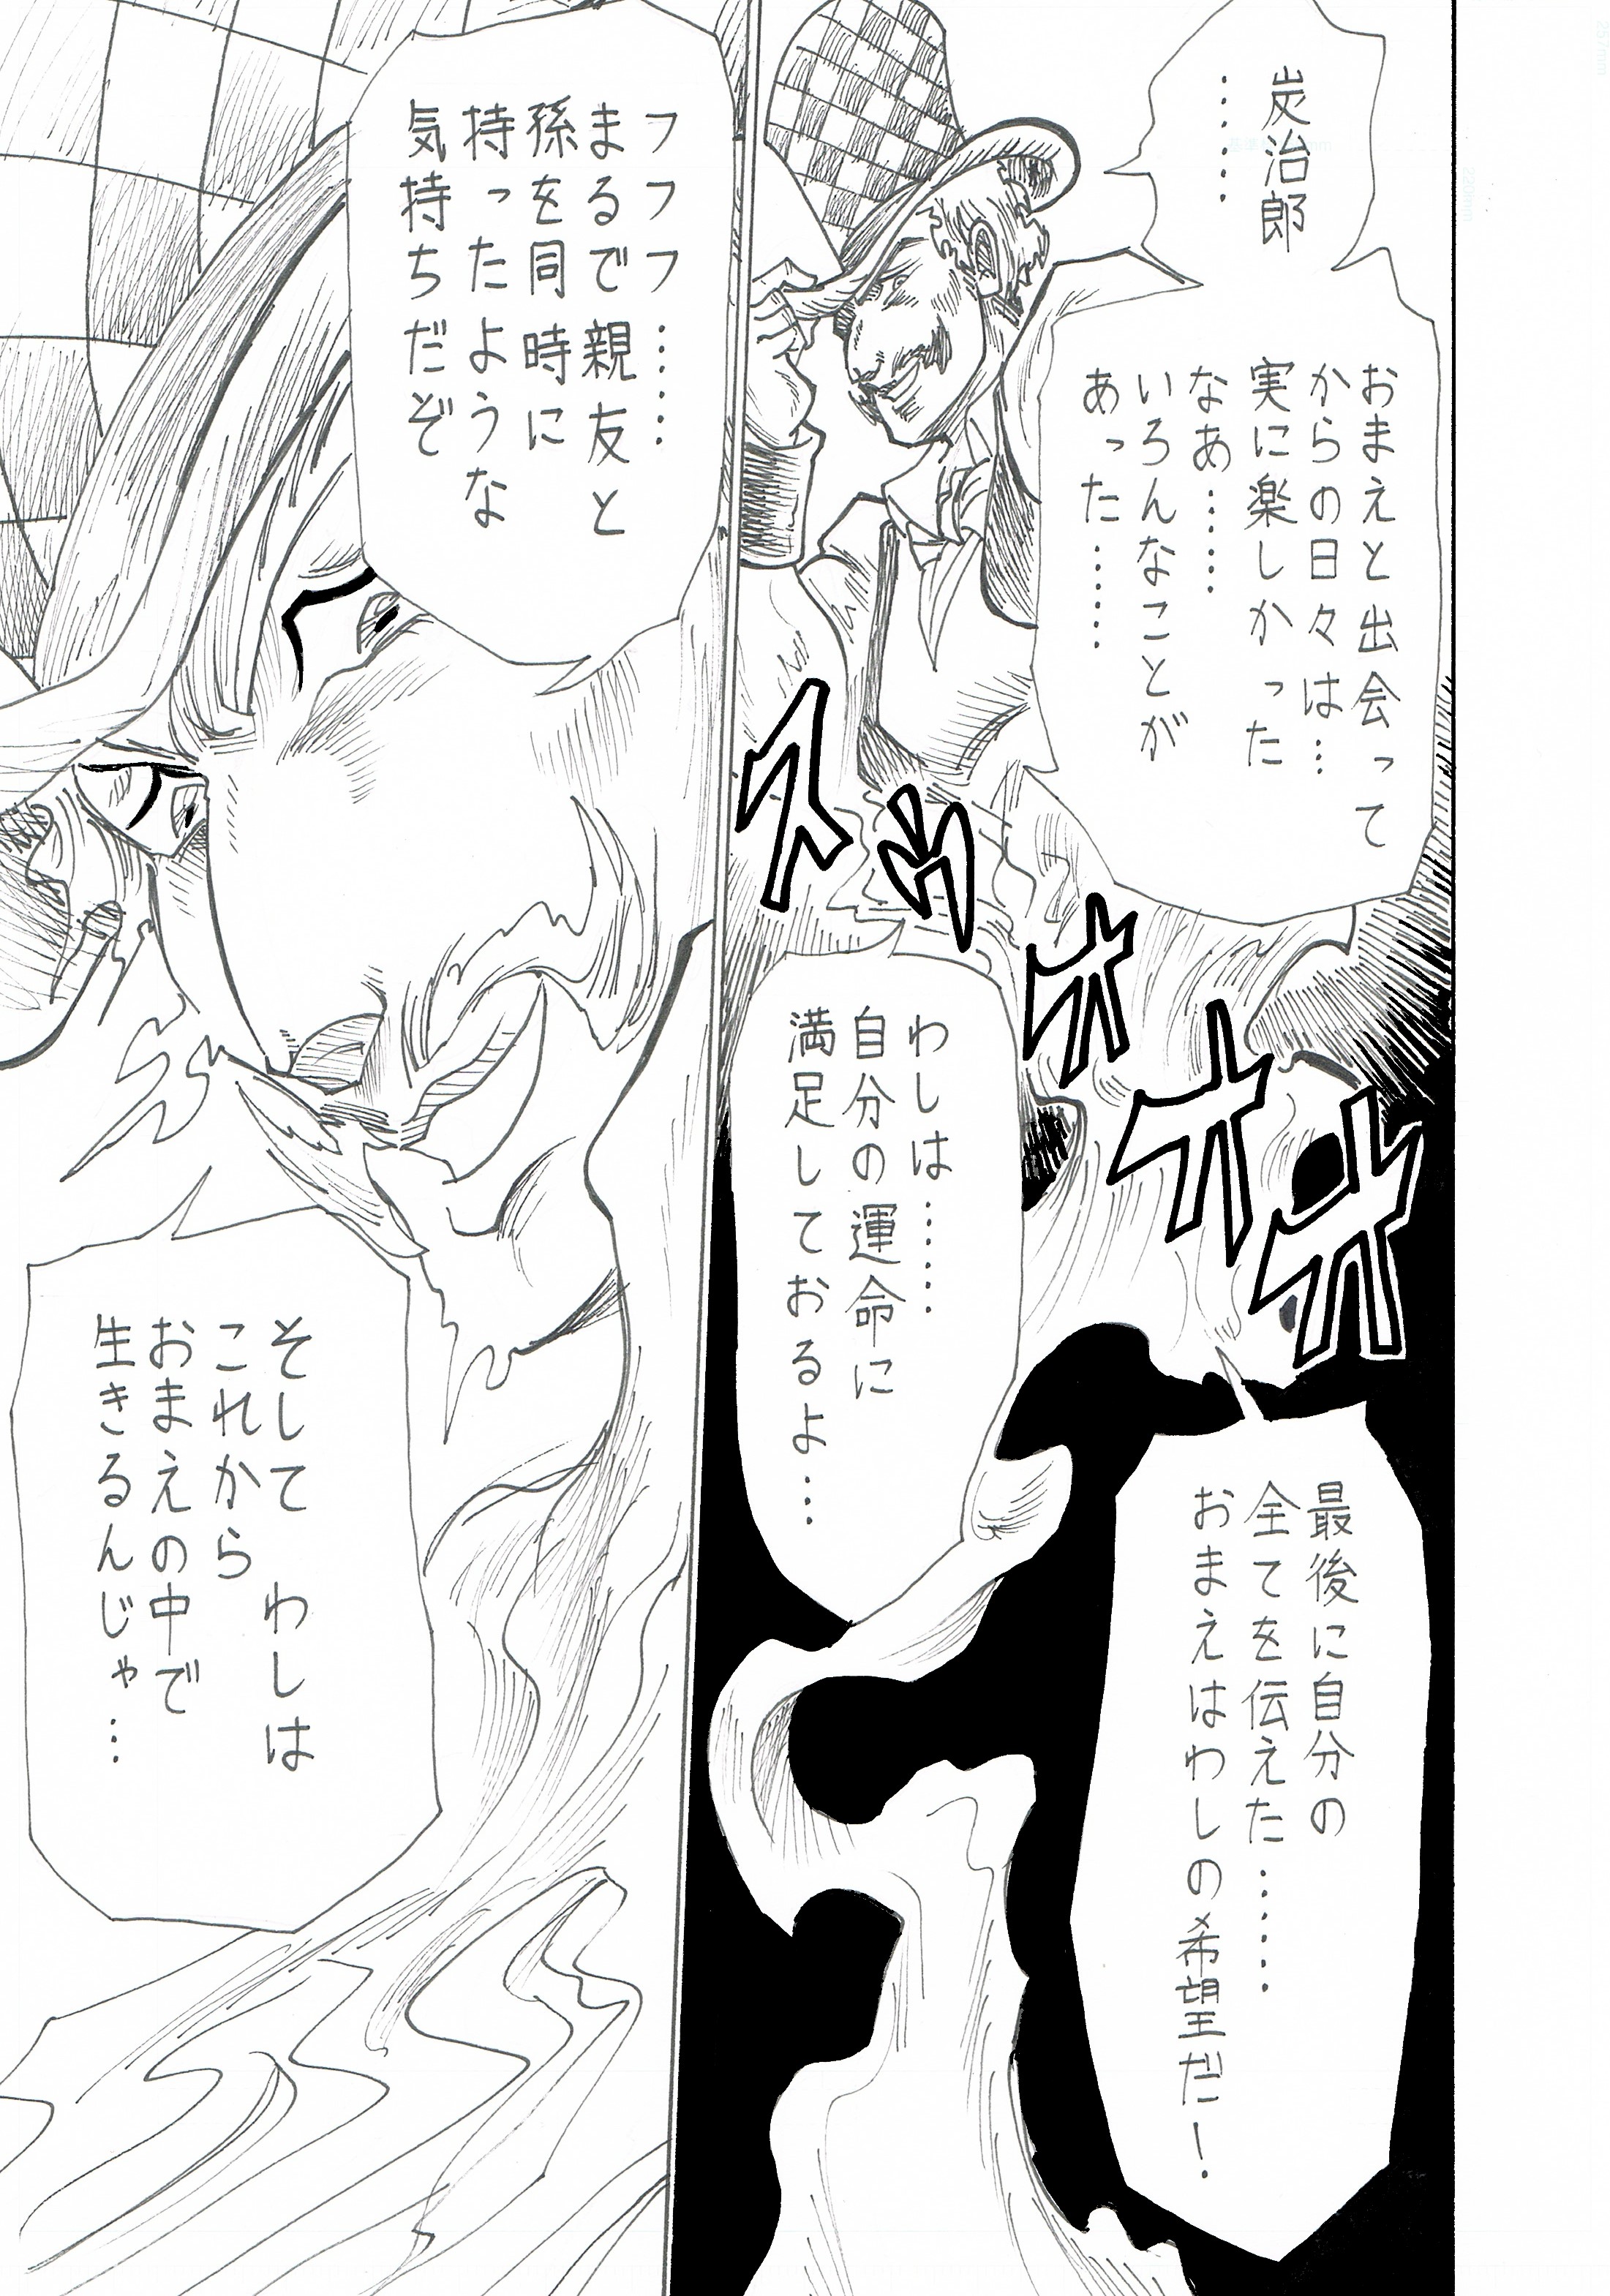 炭治郎
………
おまえと出会って
からの日々は…
実に楽しかった
なあ……
いろんなことが
あった……
ズッオオオ
わしは……
自分の運命に
満足しておるよ…
最後に自分の
全てを伝えた……
おまえはわしの希望だ！
フフフ……
まるで親友と
孫を同時に
持ったような
気持ちだぞ
そして わしは
これから
おまえの中で
生きるんじゃ…